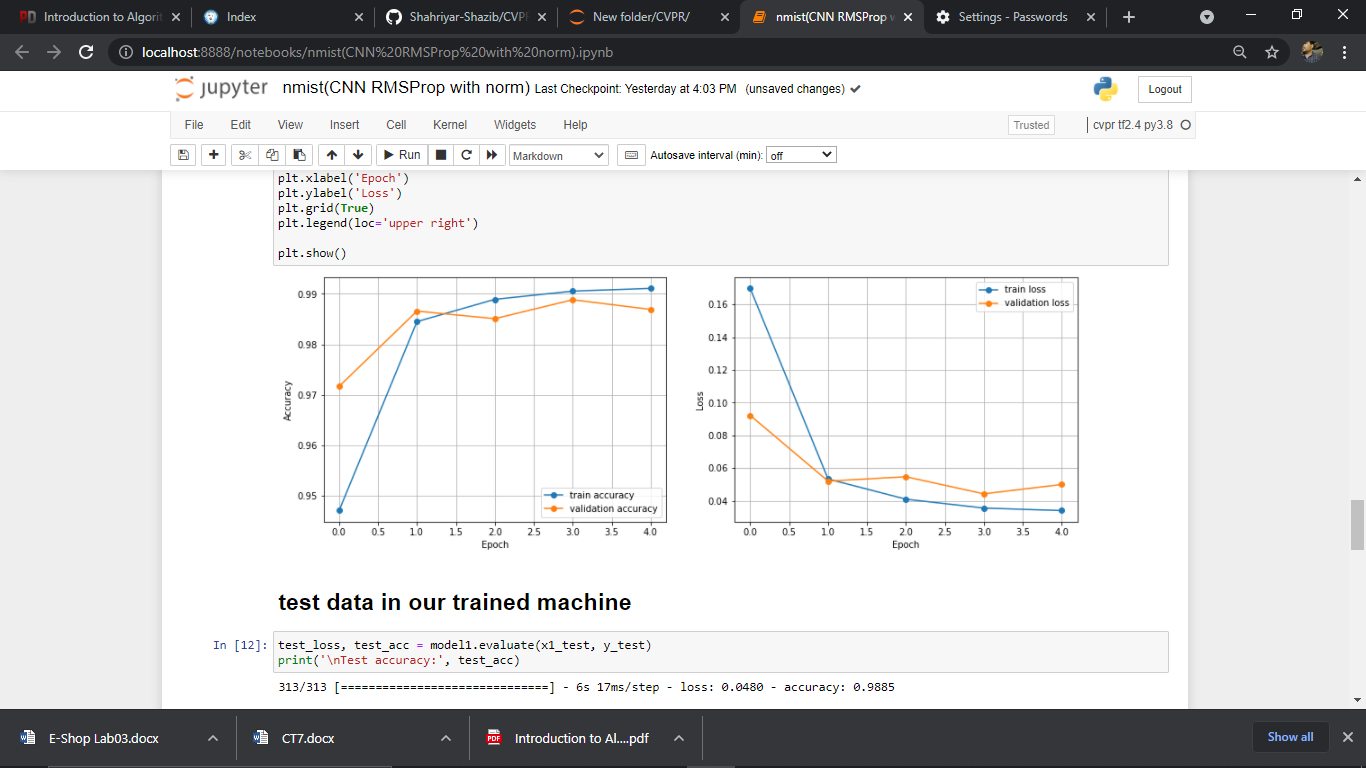 Introduction to Algorit
Index
Shahriyar-Shazib/CVPR
New folder/CVPR/
nmist(CNN RMSProp w
Settings - Passwords
localhost:8888/notebooks/nmist(CNN%20RMSProp%20with%20norm).ipynb
jupyter nmist(CNN RMSProp with norm) Last Checkpoint: Yesterday at 4:03 PM (unsaved changes)
Logout
File Edit View Insert Cell Kernel Widgets Help
Trusted
cvpr tf2.4 py3.8
Run
Markdown
Autosave interval (min): off
plt.xlabel('Epoch')
plt.ylabel('Loss')
plt.grid(True)
plt.legend(loc='upper right')
plt.show()
0.99
0.98
0.97
0.96
0.95
Accuracy
train accuracy
validation accuracy
0.0 0.5 1.0 1.5 2.0 2.5 3.0 3.5 4.0
Epoch
0.16
0.14
0.12
0.10
0.08
0.06
0.04
Loss
train loss
validation loss
0.0 0.5 1.0 1.5 2.0 2.5 3.0 3.5 4.0
Epoch
test data in our trained machine
In [12]: test_loss, test_acc = model1.evaluate(x1_test, y_test)
print('\nTest accuracy:', test_acc)
313/313 [==============================] - 6s 17ms/step - loss: 0.0480 - accuracy: 0.9885
E-Shop Lab03.docx
CT7.docx
PDF
Introduction to Al....pdf
Show all